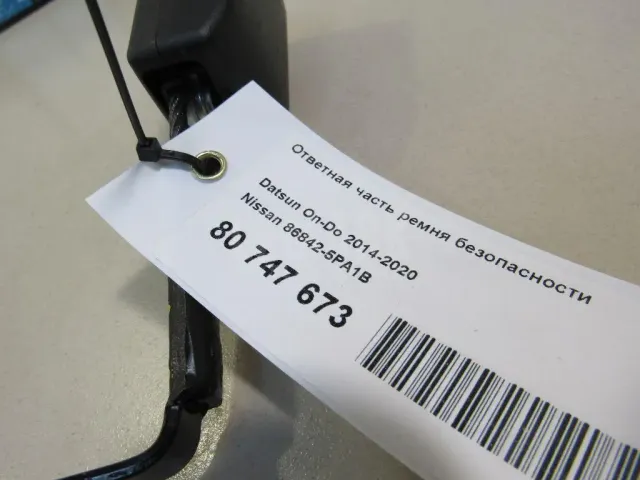 Ответная часть ремня безопасности
Datsun On-Do 2014-2020
Nissan 86842-5PA1B
80 747 673